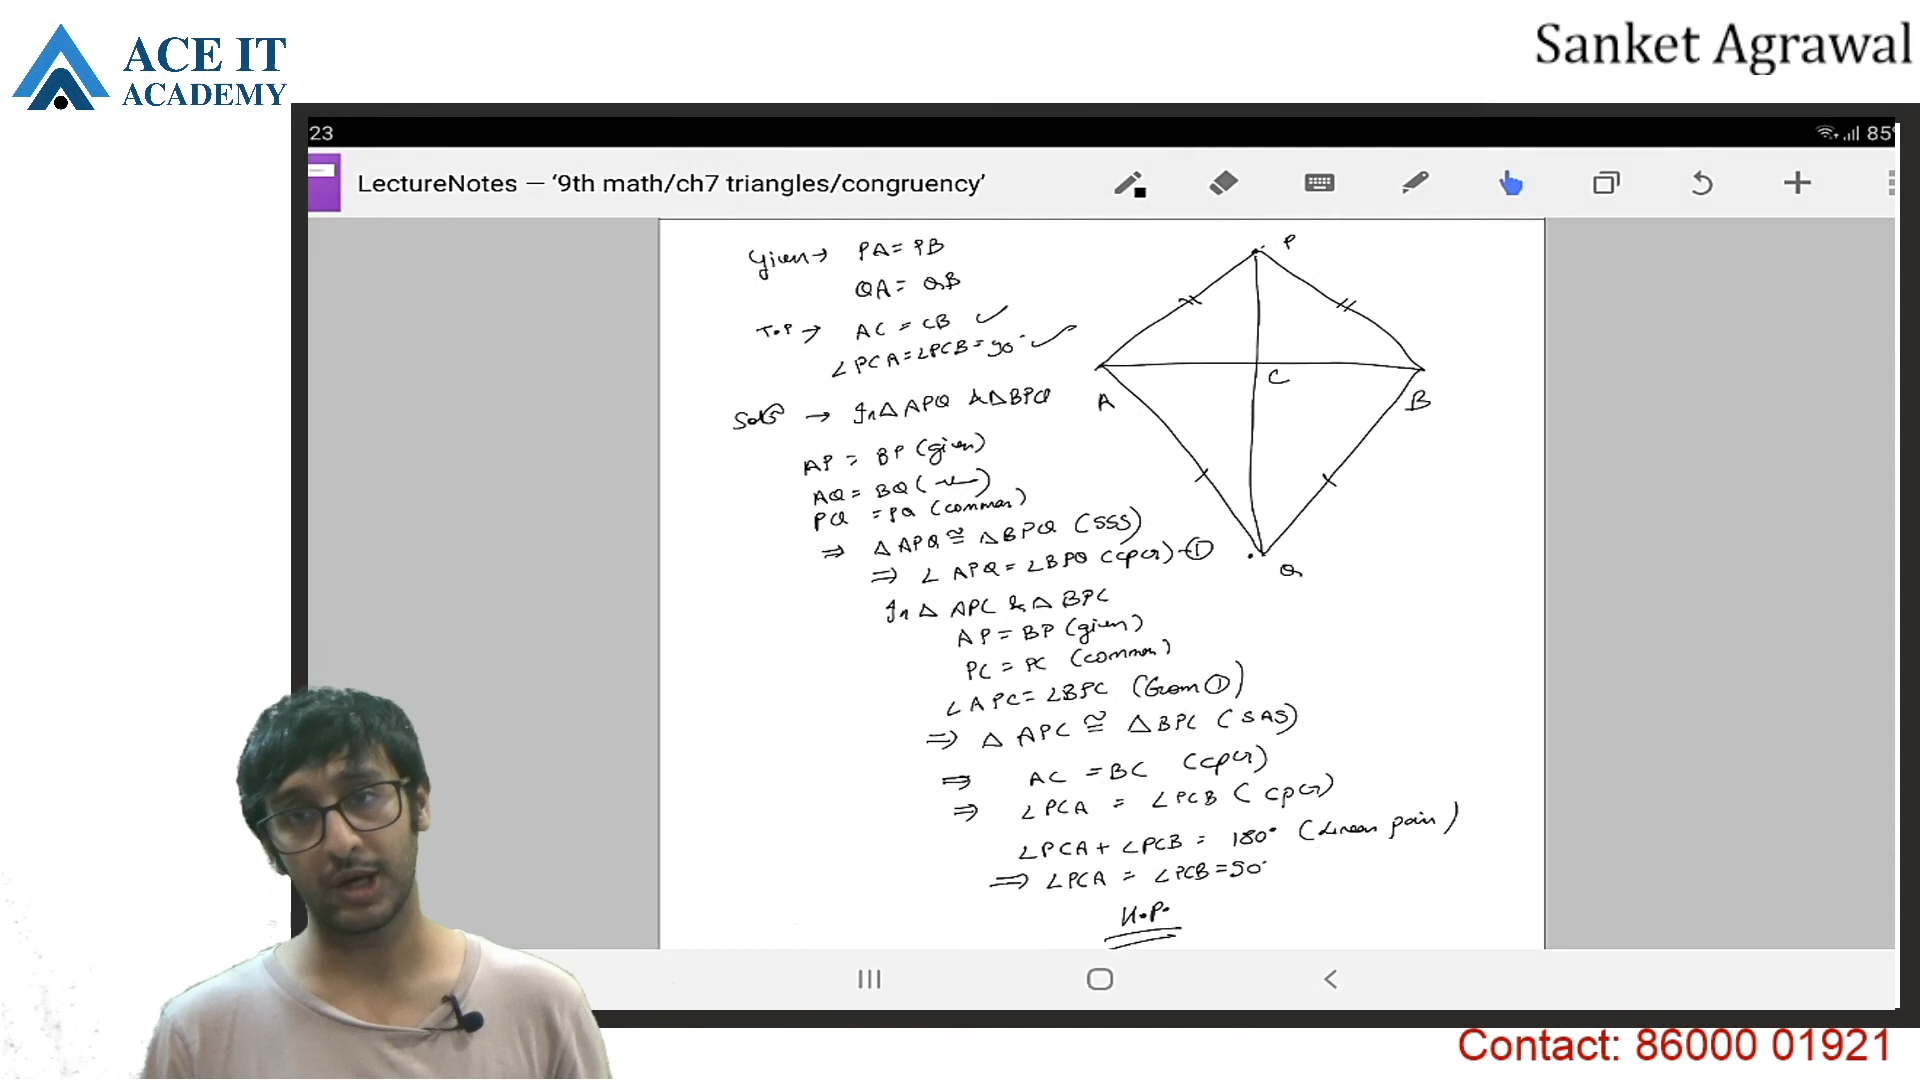 ACE IT
ACADEMY
Sanket Agrawal
23
85
LectureNotes — ‘9th math/ch7 triangles/congruency’
Given → PA = PB
QA = QB
T.P → AC = CB ✓
∠PCA = ∠PCB = 90° ✓
Sol → In △ APQ & △ BPQ
AP = BP (given)
AQ = BQ ( )
PQ = PQ (common)
⇒ △ APQ ≅ △ BPQ (SSS)
⇒ ∠ APQ = ∠BPQ (cpct) - ①
In △ APC & △ BPC
AP = BP (given)
PC = PC (common)
∠APC = ∠BPC (from ①)
⇒ △ APC ≅ △ BPC (SAS)
⇒ AC = BC (cpct)
⇒ ∠PCA = ∠PCB (cpct)
∠PCA + ∠PCB = 180° (Linear pair)
⇒ ∠PCA = ∠PCB = 90°
H.P.
P
A
C
B
Q
Contact: 86000 01921